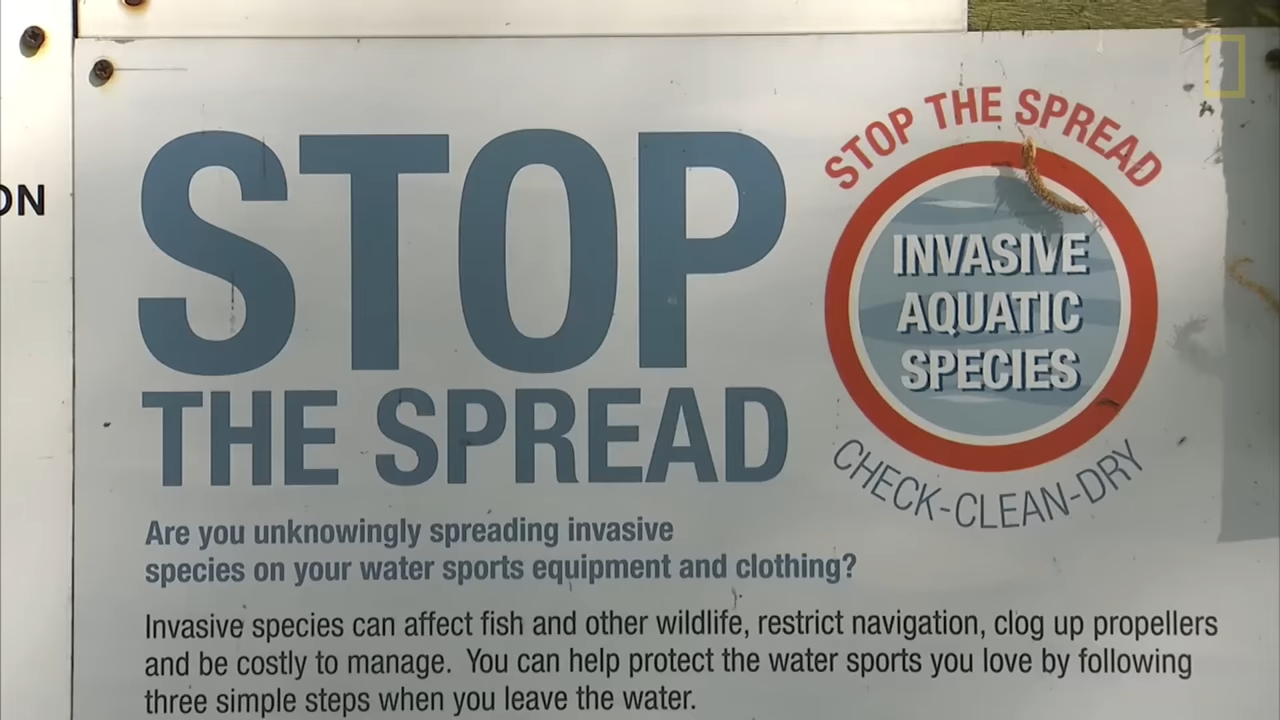 ON
STOP
THE SPREAD
STOP THE SPREAD
INVASIVE
AQUATIC
SPECIES
CHECK-CLEAN-DRY
Are you unknowingly spreading invasive
species on your water sports equipment and clothing?
Invasive species can affect fish and other wildlife, restrict navigation, clog up propellers
and be costly to manage. You can help protect the water sports you love by following
three simple steps when you leave the water.